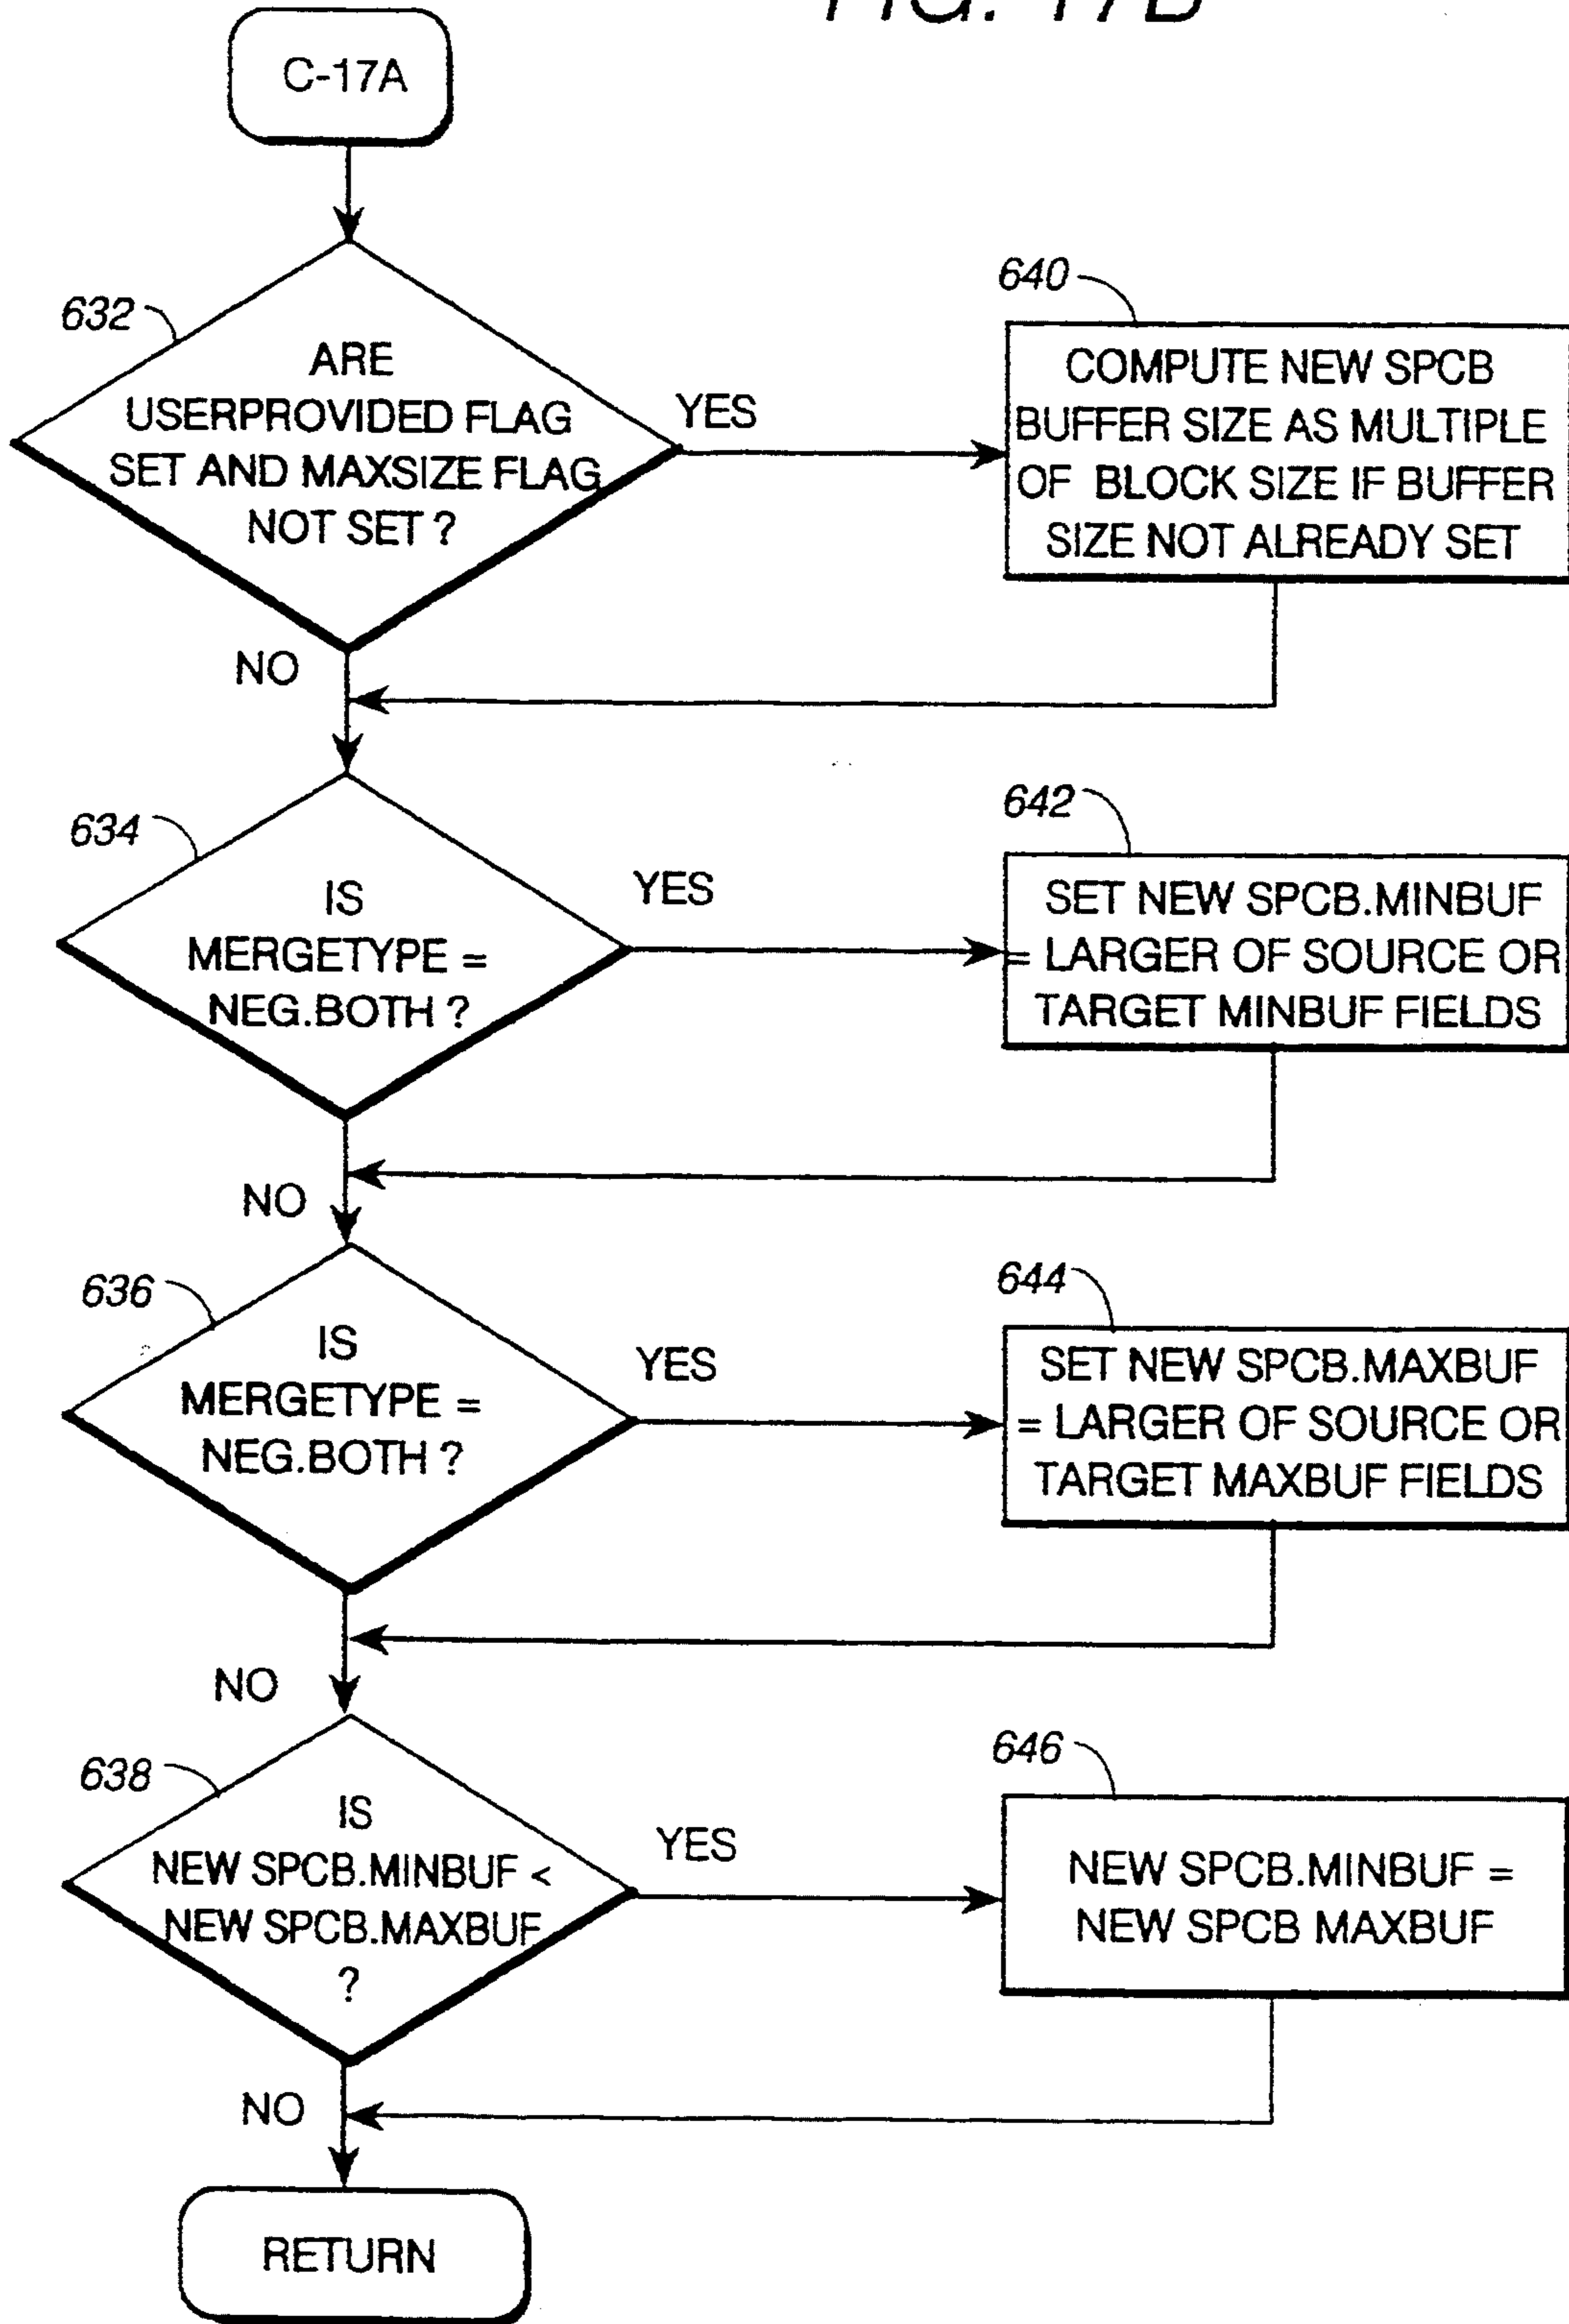 FIG. 17B
C-17A
632
ARE
USERPROVIDED FLAG
SET AND MAXSIZE FLAG
NOT SET ?
YES
640
COMPUTE NEW SPCB
BUFFER SIZE AS MULTIPLE
OF BLOCK SIZE IF BUFFER
SIZE NOT ALREADY SET
NO
634
IS
MERGETYPE =
NEG.BOTH ?
YES
642
SET NEW SPCB.MINBUF
= LARGER OF SOURCE OR
TARGET MINBUF FIELDS
NO
636
IS
MERGETYPE =
NEG.BOTH ?
YES
644
SET NEW SPCB.MAXBUF
= LARGER OF SOURCE OR
TARGET MAXBUF FIELDS
NO
638
IS
NEW SPCB.MINBUF <
NEW SPCB.MAXBUF
?
YES
646
NEW SPCB.MINBUF =
NEW SPCB MAXBUF
NO
RETURN